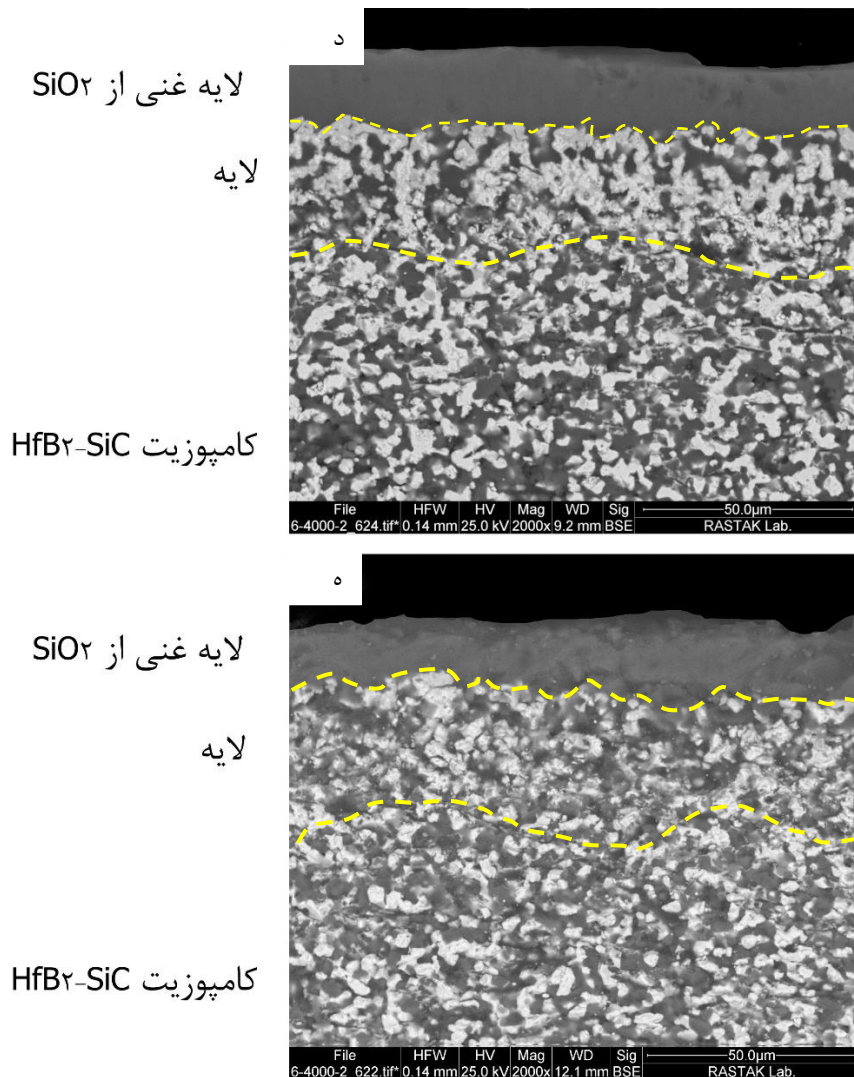 د
لایه غنی از SiO۲
لایه
کامپوزیت HfB۲-SiC
File HFW HV Mag WD Sig 50.0µm
6-4000-2_624.tif* 0.14 mm 25.0 kV 2000x 9.2 mm BSE RASTAK Lab.
ه
لایه غنی از SiO۲
لایه
کامپوزیت HfB۲-SiC
File HFW HV Mag WD Sig 50.0µm
6-4000-2_622.tif* 0.14 mm 25.0 kV 2000x 12.1 mm BSE RASTAK Lab.